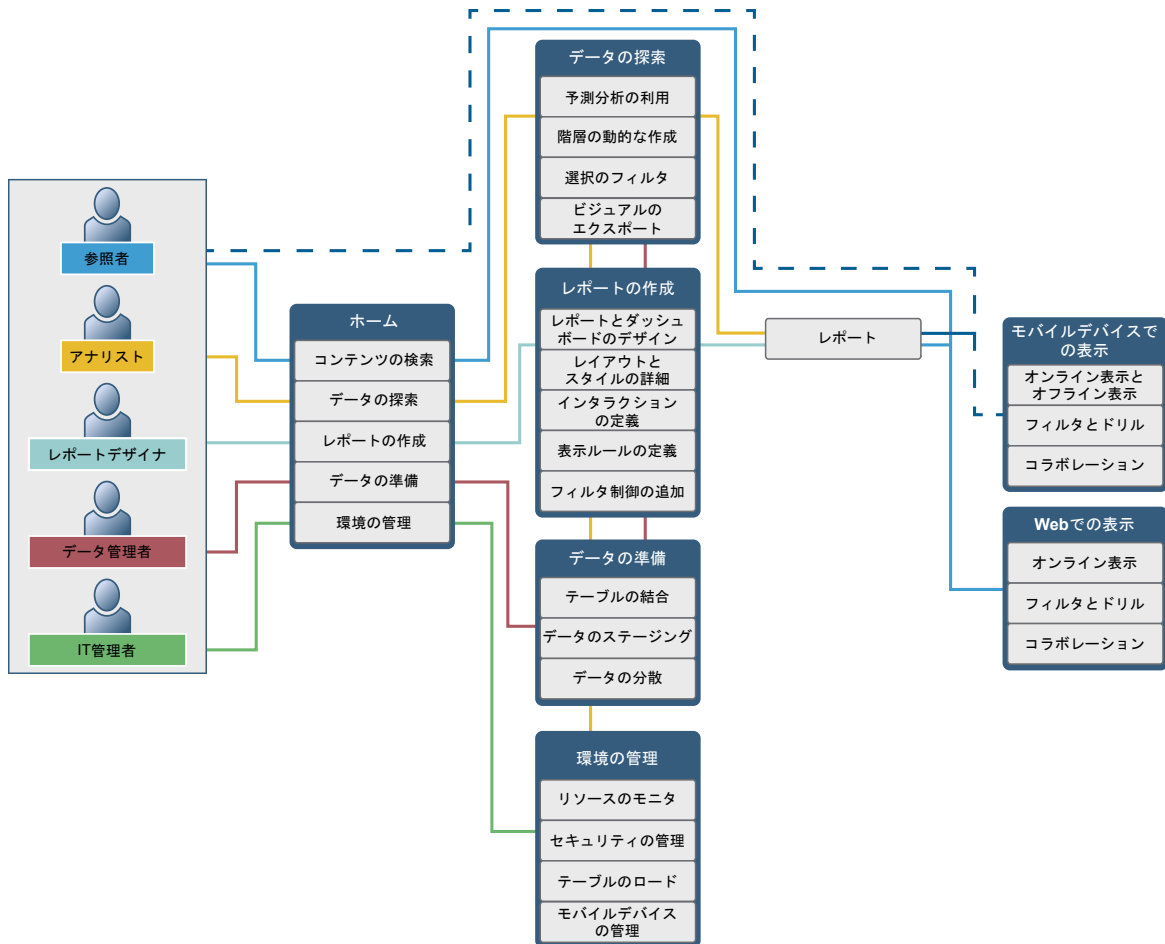 参照者
アナリスト
レポートデザイナ
データ管理者
IT管理者
ホーム
コンテンツの検索
データの探索
レポートの作成
データの準備
環境の管理
データの探索
予測分析の利用
階層の動的な作成
選択のフィルタ
ビジュアルの
エクスポート
レポートの作成
レポートとダッシュ
ボードのデザイン
レイアウトと
スタイルの詳細
インタラクション
の定義
表示ルールの定義
フィルタ制御の追加
データの準備
テーブルの結合
データのステージング
データの分散
環境の管理
リソースのモニタ
セキュリティの管理
テーブルのロード
モバイルデバイス
の管理
レポート
モバイルデバイスで
の表示
オンライン表示と
オフライン表示
フィルタとドリル
コラボレーション
Webでの表示
オンライン表示
フィルタとドリル
コラボレーション